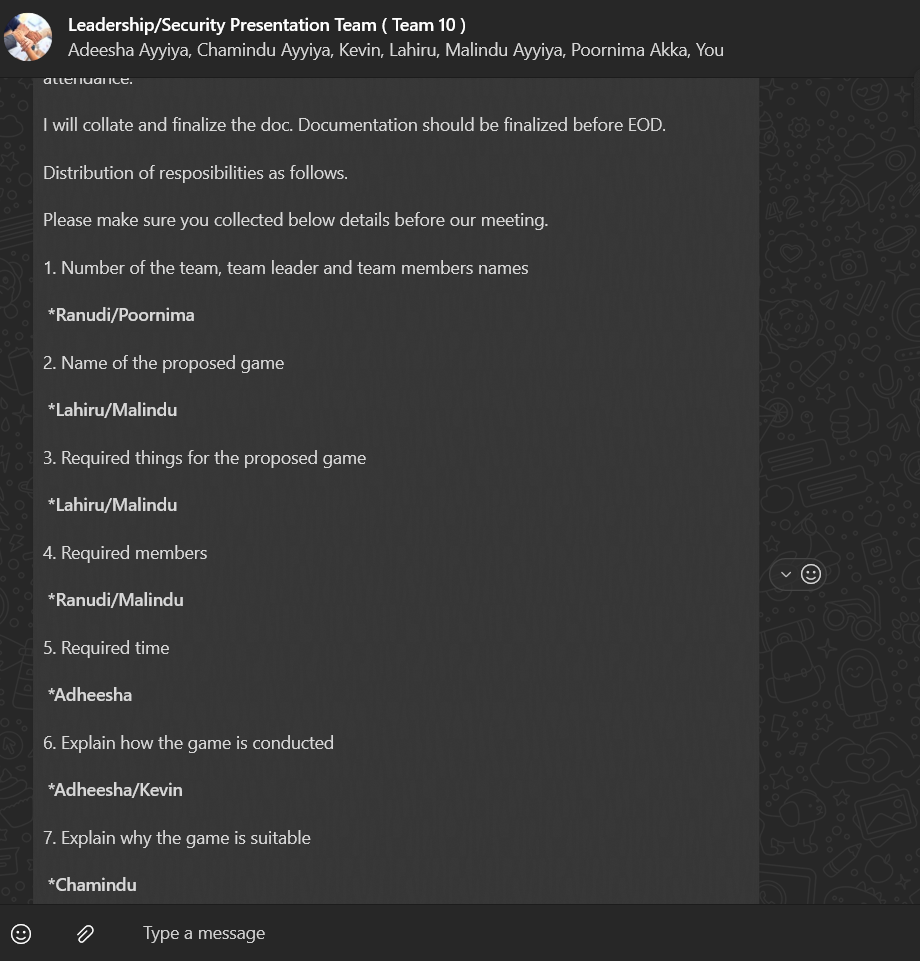 Leadership/Security Presentation Team ( Team 10 )
Adeesha Ayyiya, Chamindu Ayyiya, Kevin, Lahiru, Malindu Ayyiya, Poornima Akka, You
attendance.
I will collate and finalize the doc. Documentation should be finalized before EOD.
Distribution of resposibilities as follows.
Please make sure you collected below details before our meeting.
1. Number of the team, team leader and team members names
*Ranudi/Poornima
2. Name of the proposed game
*Lahiru/Malindu
3. Required things for the proposed game
*Lahiru/Malindu
4. Required members
*Ranudi/Malindu
5. Required time
*Adheesha
6. Explain how the game is conducted
*Adheesha/Kevin
7. Explain why the game is suitable
*Chamindu
Type a message